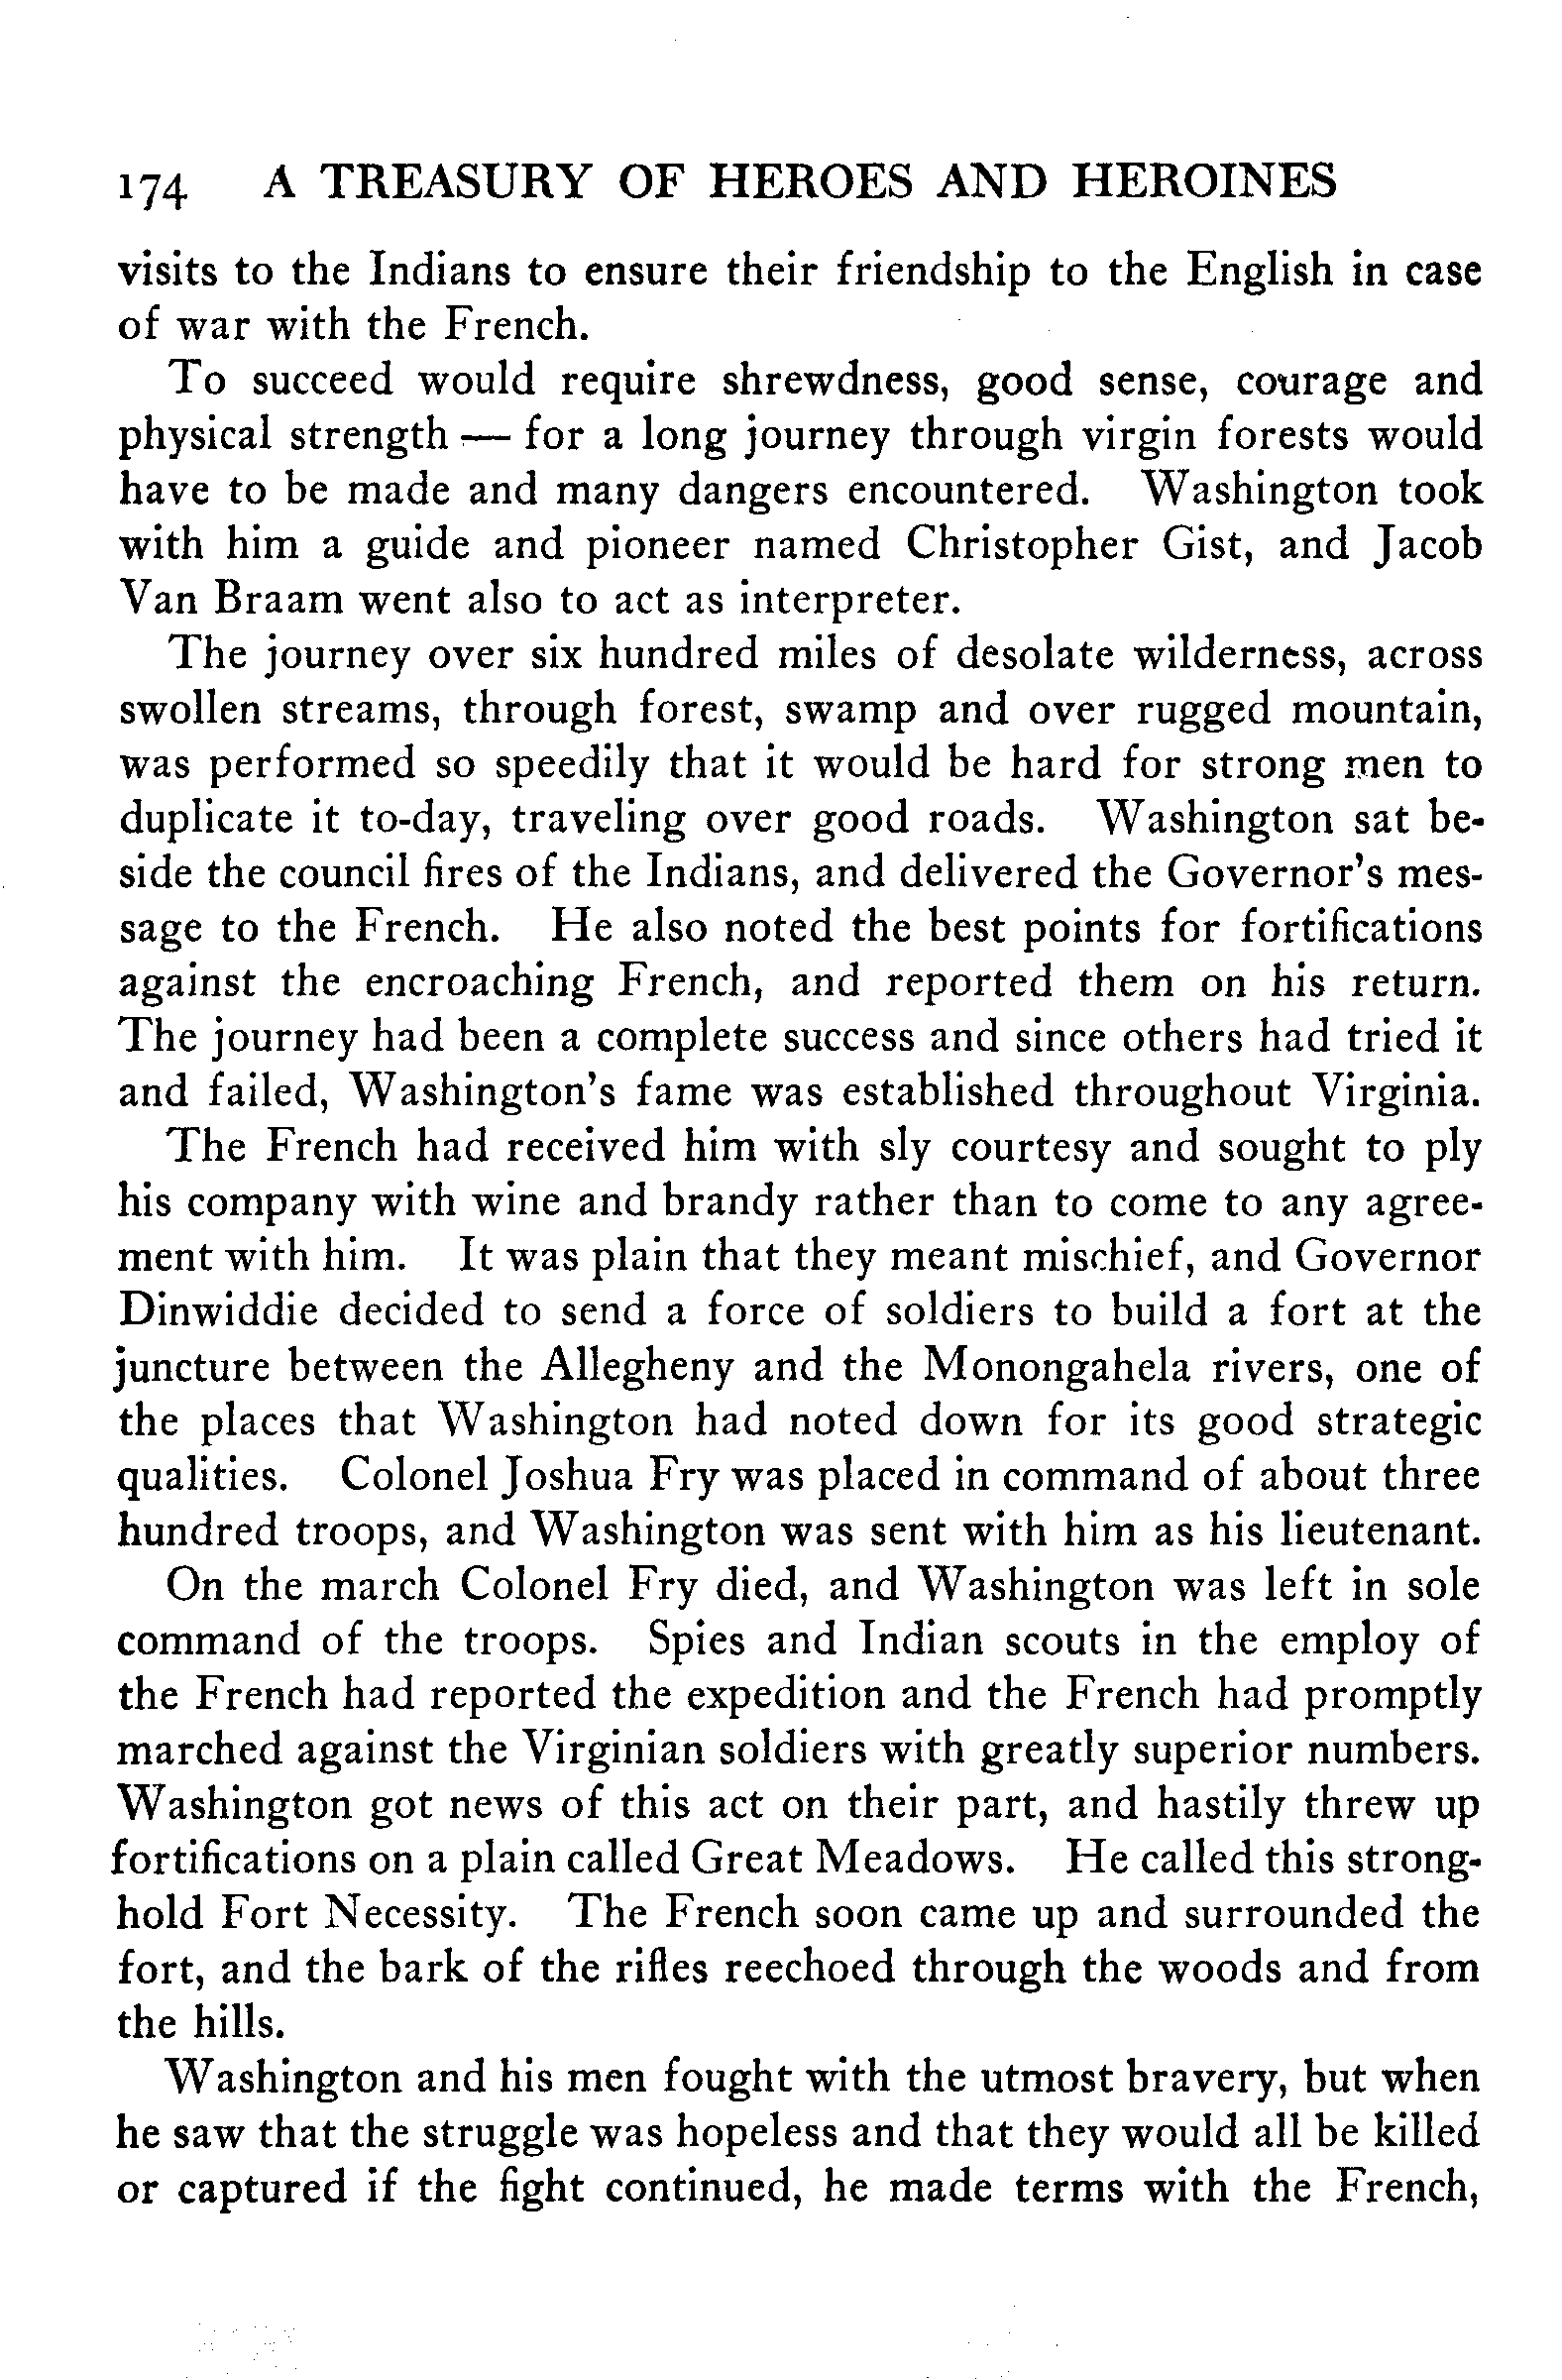 174 A TREASURY OF HEROES AND HEROINES
visits to the Indians to ensure their friendship to the English in case
of war with the French.
To succeed would require shrewdness, good sense, courage and
physical strength — for a long journey through virgin forests would
have to be made and many dangers encountered. Washington took
with him a guide and pioneer named Christopher Gist, and Jacob
Van Braam went also to act as interpreter.
The journey over six hundred miles of desolate wilderness, across
swollen streams, through forest, swamp and over rugged mountain,
was performed so speedily that it would be hard for strong men to
duplicate it to-day, traveling over good roads. Washington sat be-
side the council fires of the Indians, and delivered the Governor's mes-
sage to the French. He also noted the best points for fortifications
against the encroaching French, and reported them on his return.
The journey had been a complete success and since others had tried it
and failed, Washington's fame was established throughout Virginia.
The French had received him with sly courtesy and sought to ply
his company with wine and brandy rather than to come to any agree-
ment with him. It was plain that they meant mischief, and Governor
Dinwiddie decided to send a force of soldiers to build a fort at the
juncture between the Allegheny and the Monongahela rivers, one of
the places that Washington had noted down for its good strategic
qualities. Colonel Joshua Fry was placed in command of about three
hundred troops, and Washington was sent with him as his lieutenant.
On the march Colonel Fry died, and Washington was left in sole
command of the troops. Spies and Indian scouts in the employ of
the French had reported the expedition and the French had promptly
marched against the Virginian soldiers with greatly superior numbers.
Washington got news of this act on their part, and hastily threw up
fortifications on a plain called Great Meadows. He called this strong-
hold Fort Necessity. The French soon came up and surrounded the
fort, and the bark of the rifles reechoed through the woods and from
the hills.
Washington and his men fought with the utmost bravery, but when
he saw that the struggle was hopeless and that they would all be killed
or captured if the fight continued, he made terms with the French,